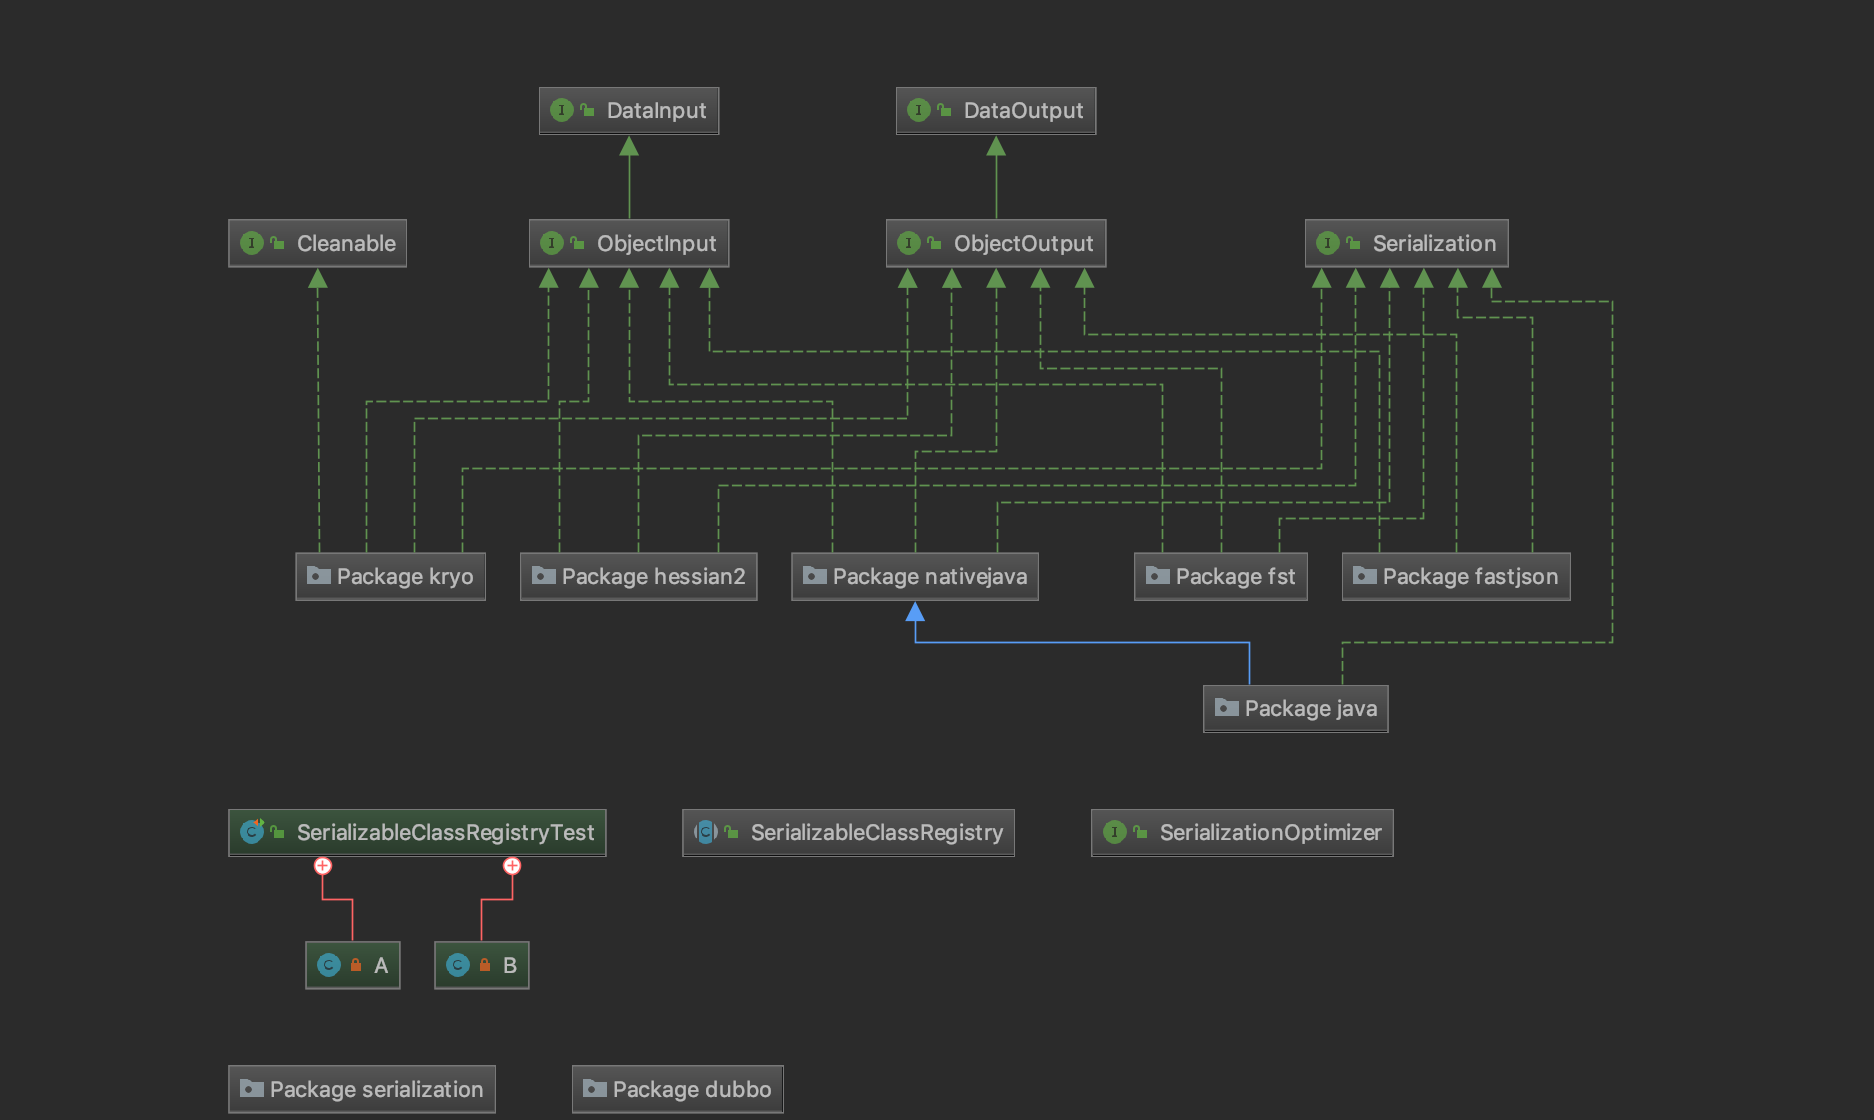 DataInput
DataOutput
Cleanable
ObjectInput
ObjectOutput
Serialization
Package kryo
Package hessian2
Package nativejava
Package fst
Package fastjson
Package java
SerializableClassRegistryTest
SerializableClassRegistry
SerializationOptimizer
A
B
Package serialization
Package dubbo